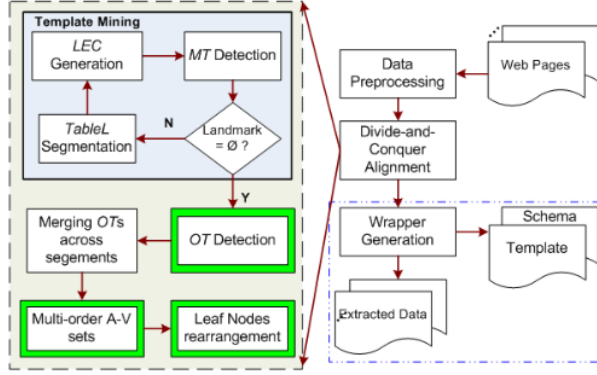 Template Mining
LEC
Generation
MT Detection
TableL
Segmentation
N
Landmark
= Ø ?
Y
Merging OTs
across
segements
OT Detection
Multi-order A-V
sets
Leaf Nodes
rearrangement
Data
Preprocessing
Web Pages
Divide-and-
Conquer
Alignment
Wrapper
Generation
Schema
Template
Extracted Data